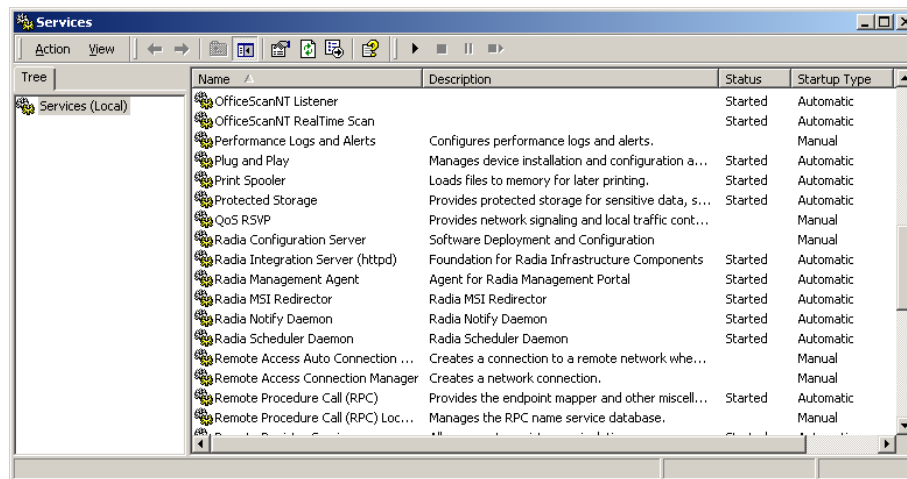 Services
Action View
Tree
Services (Local)
Name Description Status Startup Type
OfficeScanNT Listener Started Automatic
OfficeScanNT RealTime Scan Started Automatic
Performance Logs and Alerts Configures performance logs and alerts. Manual
Plug and Play Manages device installation and configuration a... Started Automatic
Print Spooler Loads files to memory for later printing. Started Automatic
Protected Storage Provides protected storage for sensitive data, s... Started Automatic
QoS RSVP Provides network signaling and local traffic cont... Manual
Radia Configuration Server Software Deployment and Configuration Manual
Radia Integration Server (httpd) Foundation for Radia Infrastructure Components Started Automatic
Radia Management Agent Agent for Radia Management Portal Started Automatic
Radia MSI Redirector Radia MSI Redirector Started Automatic
Radia Notify Daemon Radia Notify Daemon Started Automatic
Radia Scheduler Daemon Radia Scheduler Daemon Started Automatic
Remote Access Auto Connection ... Creates a connection to a remote network whe... Manual
Remote Access Connection Manager Creates a network connection. Manual
Remote Procedure Call (RPC) Provides the endpoint mapper and other miscell... Started Automatic
Remote Procedure Call (RPC) Loc... Manages the RPC name service database. Manual